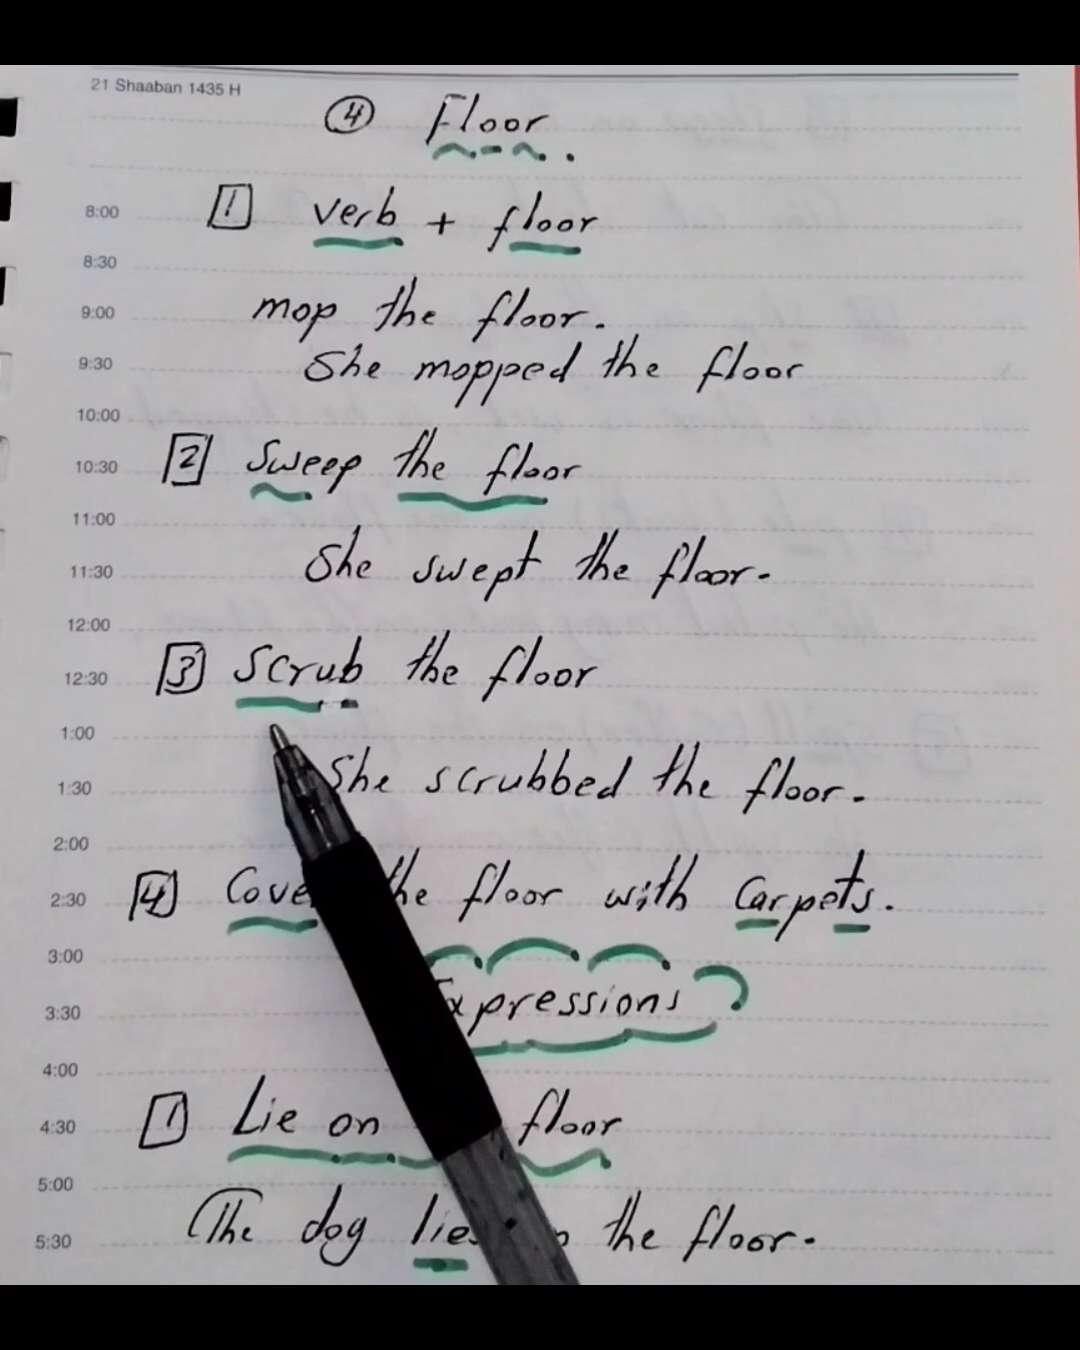 21 Shaaban 1435 H
④ Floor.
1 verb + floor
8:00
8:30
mop the floor.
9:00
She mopped the floor
9:30
10:00
2 Sweep the floor
10:30
11:00
She swept the floor.
11:30
12:00
3 Scrub the floor
12:30
1:00
She scrubbed the floor.
1:30
2:00
4 Cove the floor with carpets.
2:30
3:00
Expressions
3:30
4:00
1 Lie on floor
4:30
5:00
The dog lies the floor.
5:30